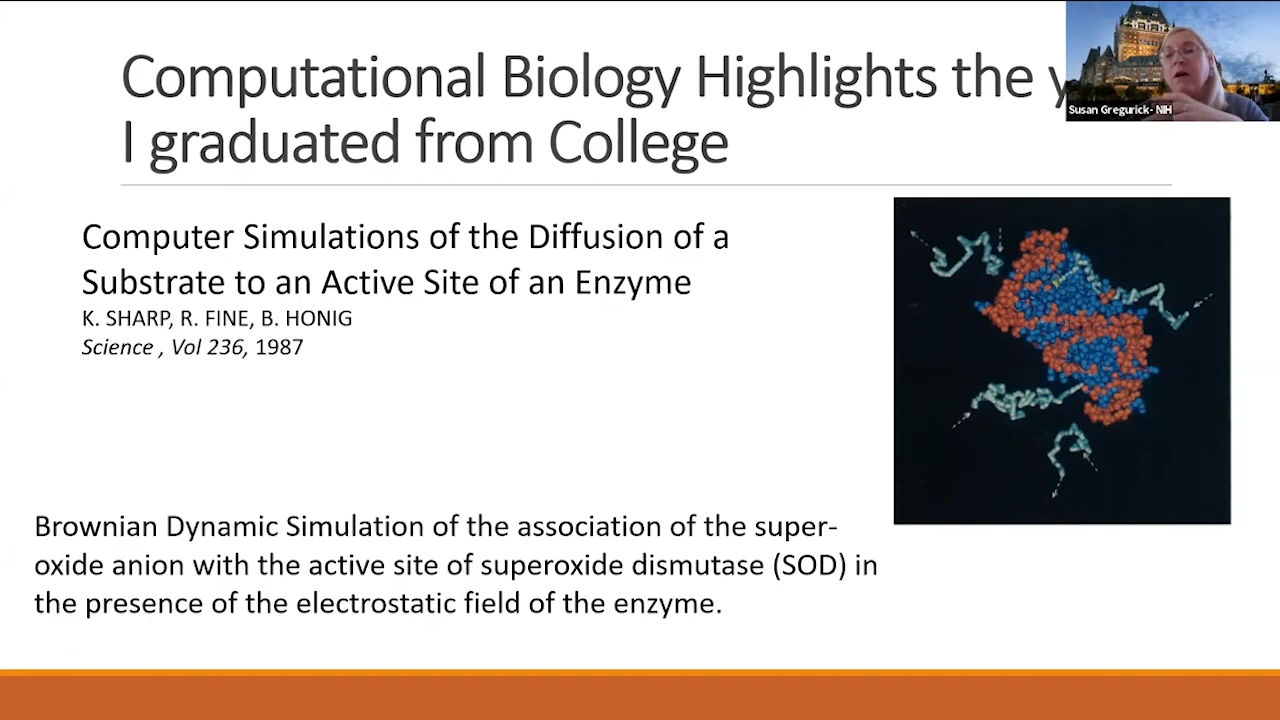 Computational Biology Highlights the
I graduated from College
Susan Gregurick- NIH
Computer Simulations of the Diffusion of a
Substrate to an Active Site of an Enzyme
K. SHARP, R. FINE, B. HONIG
Science , Vol 236, 1987
Brownian Dynamic Simulation of the association of the super-
oxide anion with the active site of superoxide dismutase (SOD) in
the presence of the electrostatic field of the enzyme.